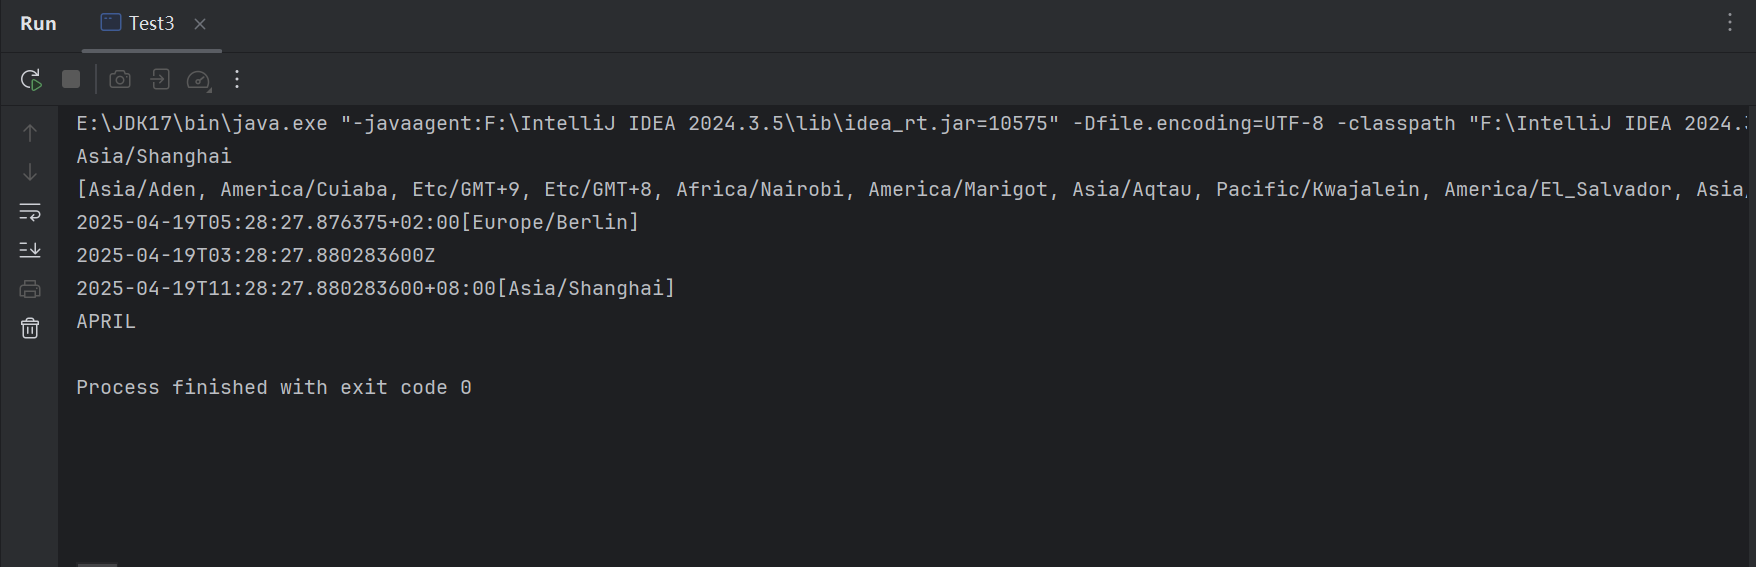 Run Test3
E:\JDK17\bin\java.exe "-javaagent:F:\IntelliJ IDEA 2024.3.5\lib\idea_rt.jar=10575" -Dfile.encoding=UTF-8 -classpath "F:\IntelliJ IDEA 2024.
Asia/Shanghai
[Asia/Aden, America/Cuiaba, Etc/GMT+9, Etc/GMT+8, Africa/Nairobi, America/Marigot, Asia/Aqtau, Pacific/Kwajalein, America/El_Salvador, Asia
2025-04-19T05:28:27.876375+02:00[Europe/Berlin]
2025-04-19T03:28:27.880283600Z
2025-04-19T11:28:27.880283600+08:00[Asia/Shanghai]
APRIL
Process finished with exit code 0